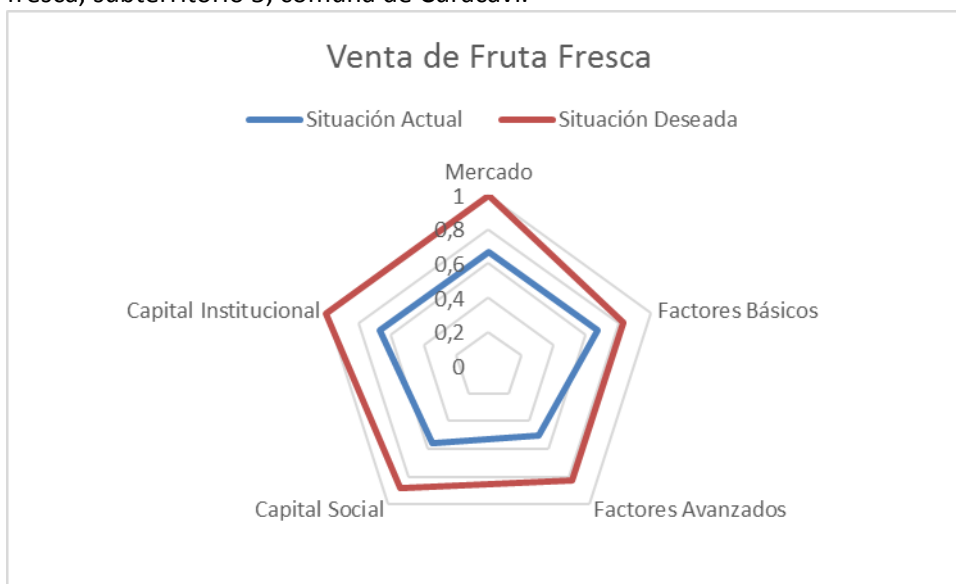 Venta de Fruta Fresca
Situación Actual
Situación Deseada
Mercado
1
0,8
0,6
0,4
0,2
0
Factores Básicos
Factores Avanzados
Capital Social
Capital Institucional